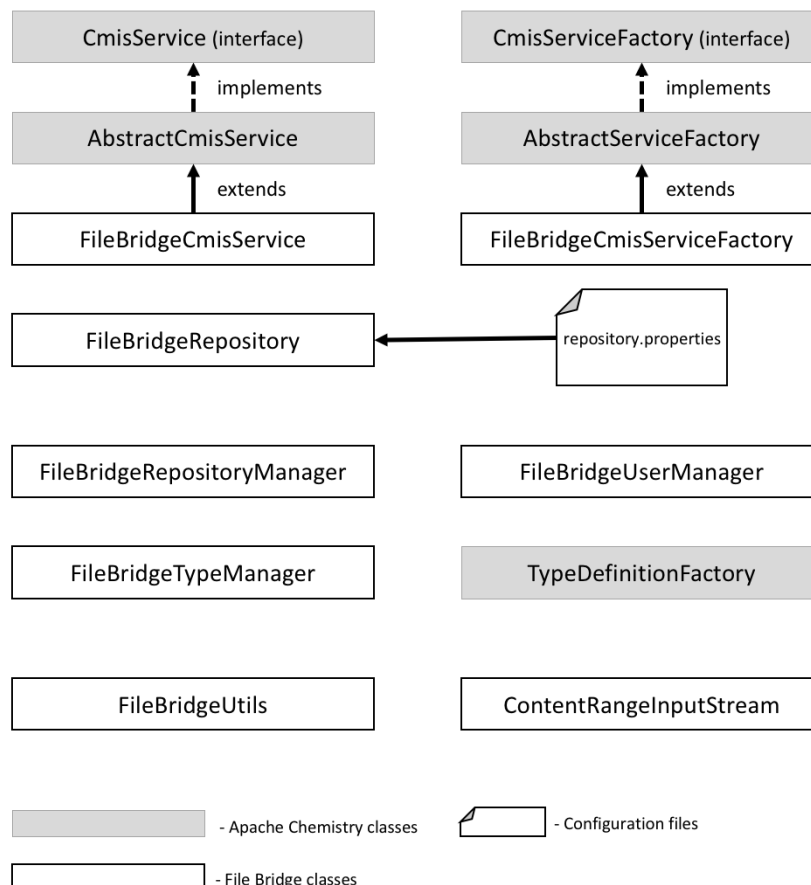 CmisService (interface)
CmisServiceFactory (interface)
implements
implements
AbstractCmisService
AbstractServiceFactory
extends
extends
FileBridgeCmisService
FileBridgeCmisServiceFactory
FileBridgeRepository
repository.properties
FileBridgeRepositoryManager
FileBridgeUserManager
FileBridgeTypeManager
TypeDefinitionFactory
FileBridgeUtils
ContentRangeInputStream
- Apache Chemistry classes
- Configuration files
- File Bridge classes